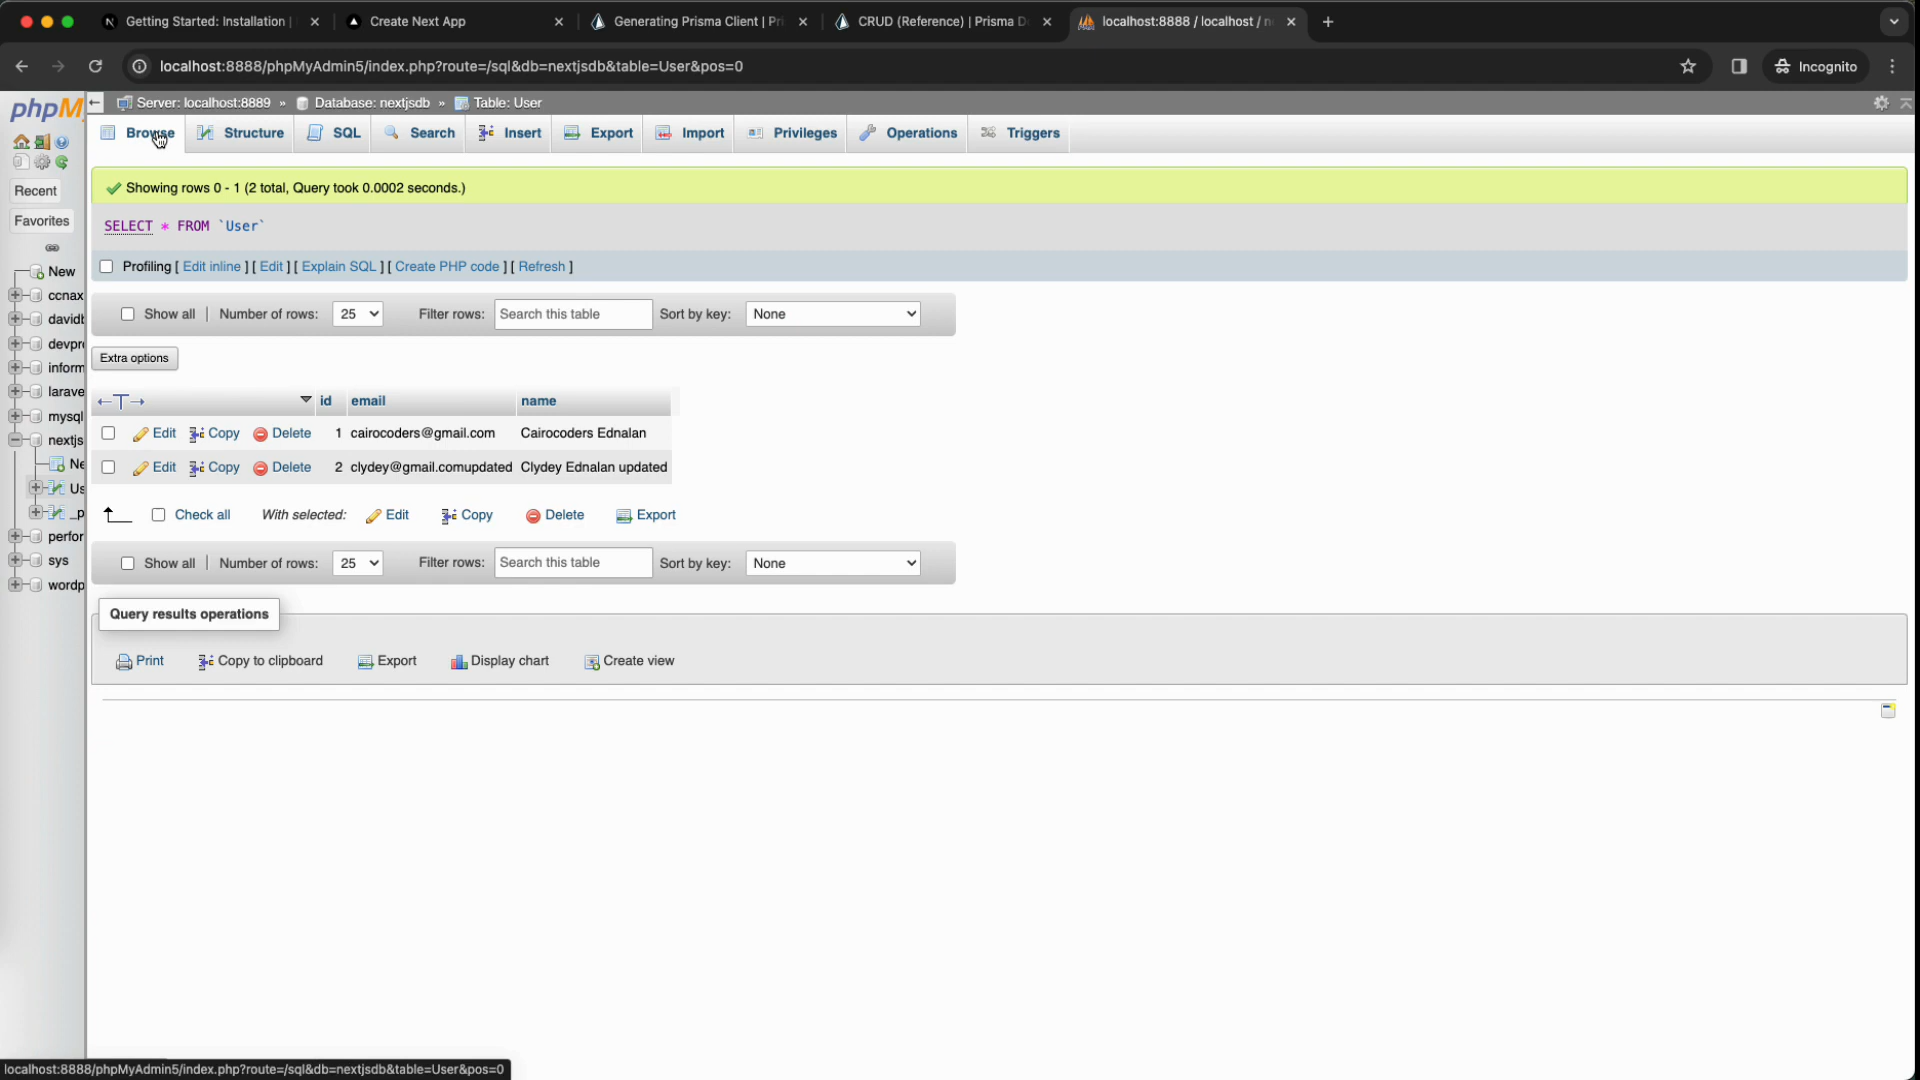 Getting Started: Installation |
Create Next App
Generating Prisma Client | Pri
CRUD (Reference) | Prisma D
localhost:8888 / localhost / n
localhost:8888/phpMyAdmin5/index.php?route=/sql&db=nextjsdb&table=User&pos=0
Incognito
phpM
Recent
Favorites
New
ccnax
davidb
devpro
inform
larave
mysql
nextjs
Ne
Us
_p
perfor
sys
wordp
Server: localhost:8889 » Database: nextjsdb » Table: User
Browse Structure SQL Search Insert Export Import Privileges Operations Triggers
Showing rows 0 - 1 (2 total, Query took 0.0002 seconds.)
SELECT * FROM `User`
Profiling [ Edit inline ] [ Edit ] [ Explain SQL ] [ Create PHP code ] [ Refresh ]
Show all | Number of rows: 25 Filter rows: Search this table Sort by key: None
Extra options
←T→ id email name
Edit Copy Delete 1 cairocoders@gmail.com Cairocoders Ednalan
Edit Copy Delete 2 clydey@gmail.comupdated Clydey Ednalan updated
Check all With selected: Edit Copy Delete Export
Show all | Number of rows: 25 Filter rows: Search this table Sort by key: None
Query results operations
Print Copy to clipboard Export Display chart Create view
localhost:8888/phpMyAdmin5/index.php?route=/sql&db=nextjsdb&table=User&pos=0